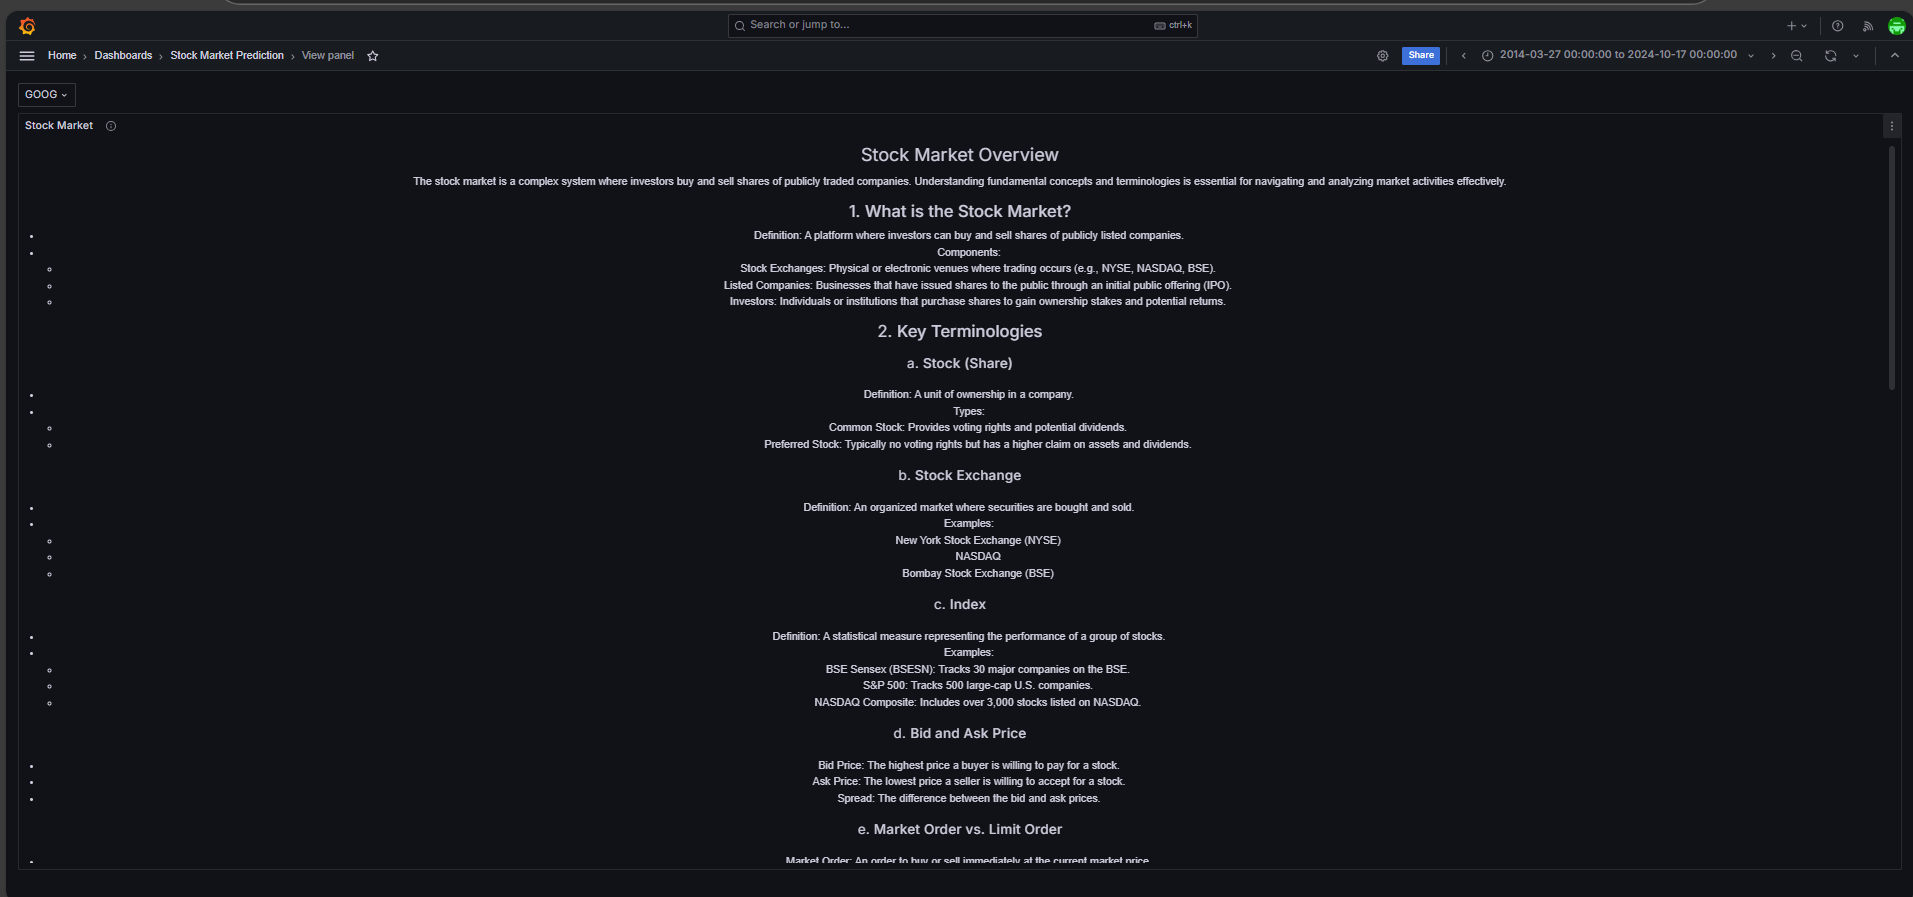 Search or jump to...
ctrl+k
Home › Dashboards › Stock Market Prediction › View panel
Share
2014-03-27 00:00:00 to 2024-10-17 00:00:00
GOOG
Stock Market
Stock Market Overview
The stock market is a complex system where investors buy and sell shares of publicly traded companies. Understanding fundamental concepts and terminologies is essential for navigating and analyzing market activities effectively.
1. What is the Stock Market?
Definition: A platform where investors can buy and sell shares of publicly listed companies.
Components:
Stock Exchanges: Physical or electronic venues where trading occurs (e.g., NYSE, NASDAQ, BSE).
Listed Companies: Businesses that have issued shares to the public through an initial public offering (IPO).
Investors: Individuals or institutions that purchase shares to gain ownership stakes and potential returns.
2. Key Terminologies
a. Stock (Share)
Definition: A unit of ownership in a company.
Types:
Common Stock: Provides voting rights and potential dividends.
Preferred Stock: Typically no voting rights but has a higher claim on assets and dividends.
b. Stock Exchange
Definition: An organized market where securities are bought and sold.
Examples:
New York Stock Exchange (NYSE)
NASDAQ
Bombay Stock Exchange (BSE)
c. Index
Definition: A statistical measure representing the performance of a group of stocks.
Examples:
BSE Sensex (BSESN): Tracks 30 major companies on the BSE.
S&P 500: Tracks 500 large-cap U.S. companies.
NASDAQ Composite: Includes over 3,000 stocks listed on NASDAQ.
d. Bid and Ask Price
Bid Price: The highest price a buyer is willing to pay for a stock.
Ask Price: The lowest price a seller is willing to accept for a stock.
Spread: The difference between the bid and ask prices.
e. Market Order vs. Limit Order
Market Order: An order to buy or sell immediately at the current market price